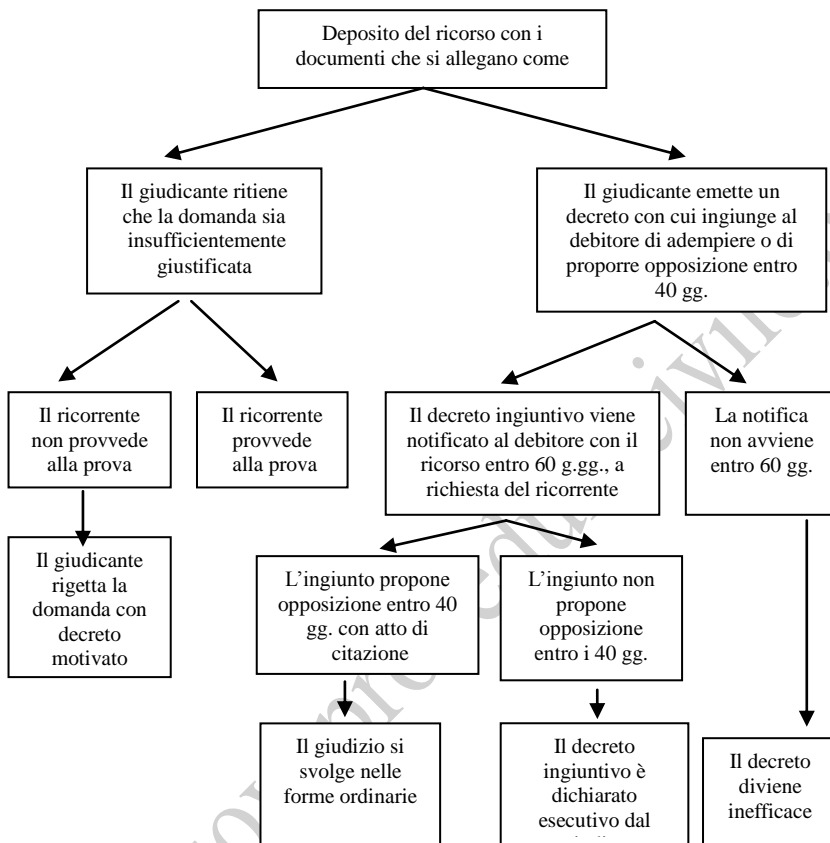 Deposito del ricorso con i
documenti che si allegano come
Il giudicante ritiene
che la domanda sia
insufficientemente
giustificata
Il giudicante emette un
decreto con cui ingiunge al
debitore di adempiere o di
proporre opposizione entro
40 gg.
Il ricorrente
non provvede
alla prova
Il ricorrente
provvede
alla prova
Il decreto ingiuntivo viene
notificato al debitore con il
ricorso entro 60 g.gg., a
richiesta del ricorrente
La notifica
non avviene
entro 60 gg.
Il giudicante
rigetta la
domanda con
decreto
motivato
L’ingiunto propone
opposizione entro 40
gg. con atto di
citazione
L’ingiunto non
propone
opposizione
entro i 40 gg.
Il giudizio si
svolge nelle
forme ordinarie
Il decreto
ingiuntivo è
dichiarato
esecutivo dal
Il decreto
diviene
inefficace